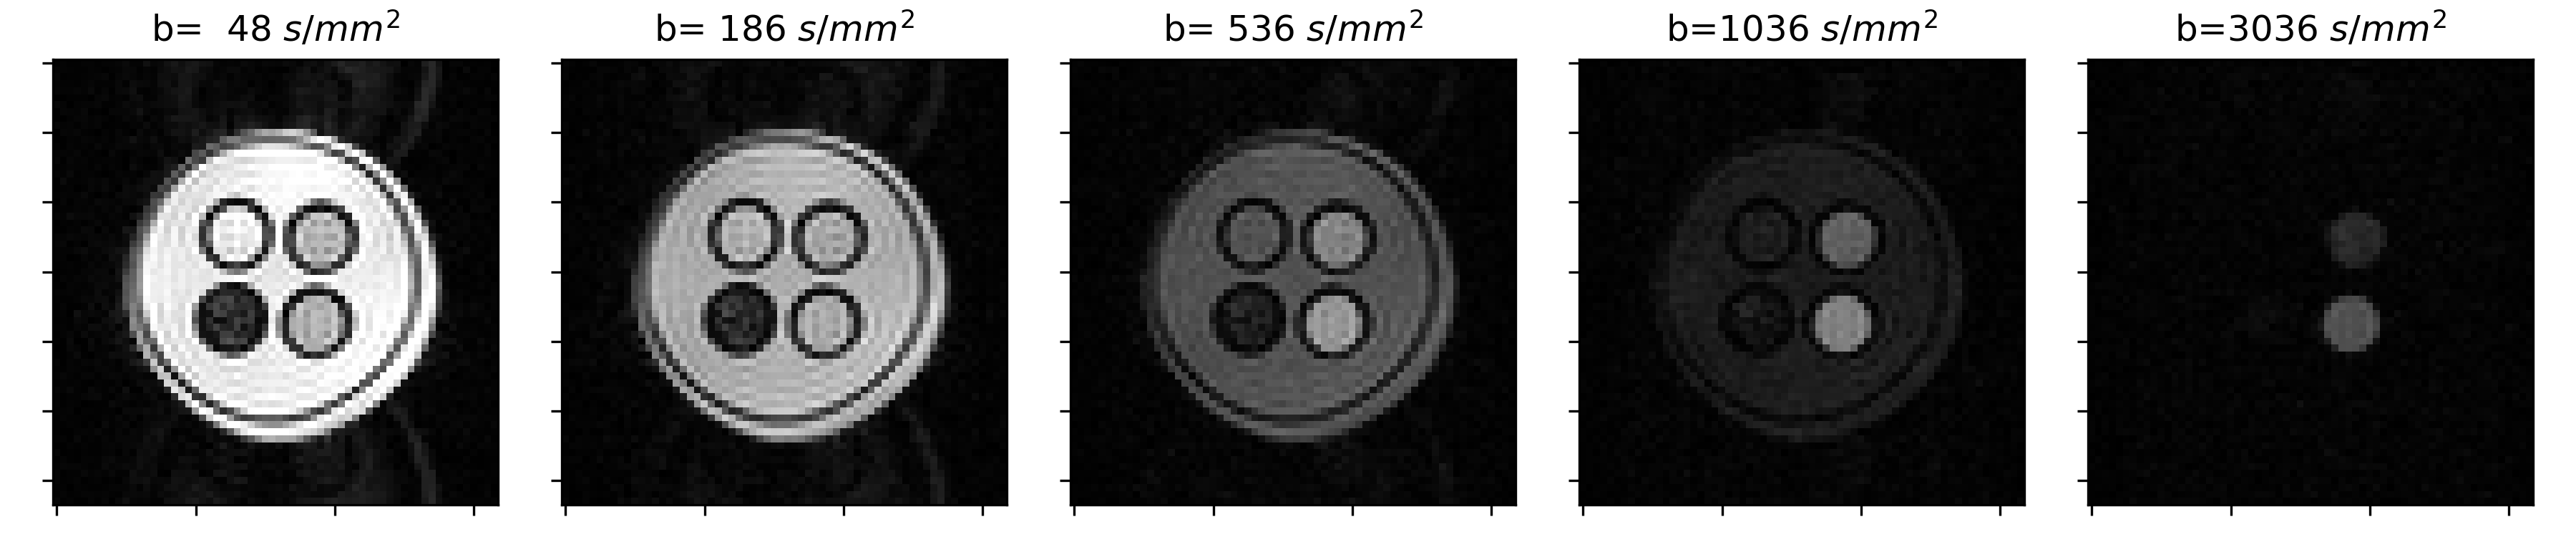 b=  48 s/mm²
b= 186 s/mm²
b= 536 s/mm²
b=1036 s/mm²
b=3036 s/mm²